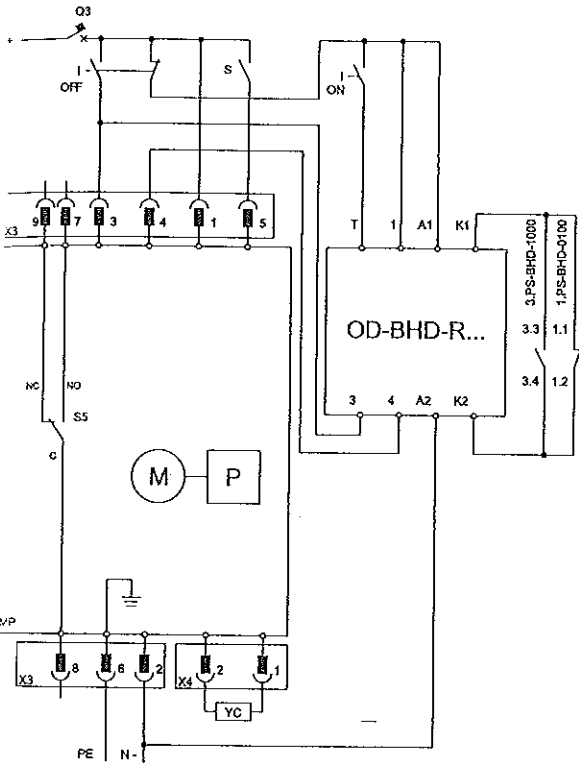 Q3
+
I-
OFF
S
I-
ON
9 7 3 4 1 5
X3
T 1 A1 K1
3.PS-BHD-1000
1.PS-BHD-0100
OD-BHD-R...
3.3 1.1
3.4 1.2
3 4 A2 K2
NC NO
S5
C
M P
MP
8 6 2 2 1
X3 X4
YC
PE N-